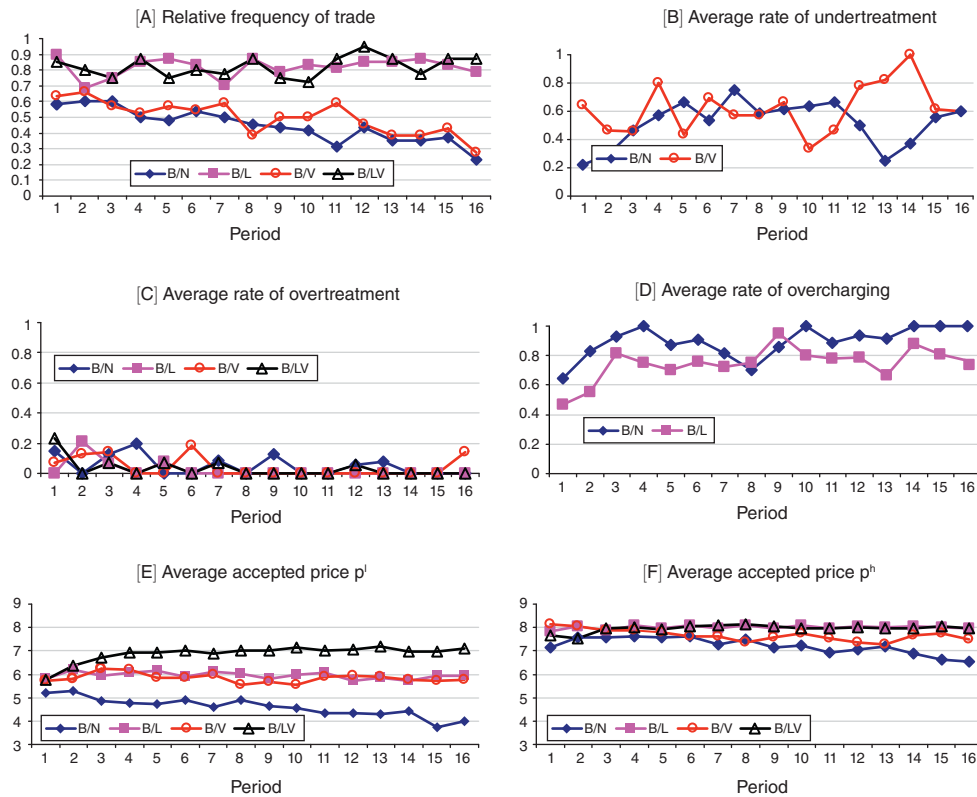 [A] Relative frequency of trade
1
0.9
0.8
0.7
0.6
0.5
0.4
0.3
0.2
0.1
0
B/N B/L B/V B/LV
1 2 3 4 5 6 7 8 9 10 11 12 13 14 15 16
Period
[B] Average rate of undertreatment
1
0.8
0.6
0.4
0.2
0
B/N B/V
1 2 3 4 5 6 7 8 9 10 11 12 13 14 15 16
Period
[C] Average rate of overtreatment
1
0.8
0.6
0.4
0.2
0
B/N B/L B/V B/LV
1 2 3 4 5 6 7 8 9 10 11 12 13 14 15 16
Period
[D] Average rate of overcharging
1
0.8
0.6
0.4
0.2
0
B/N B/L
1 2 3 4 5 6 7 8 9 10 11 12 13 14 15 16
Period
[E] Average accepted price pˡ
9
8
7
6
5
4
3
B/N B/L B/V B/LV
1 2 3 4 5 6 7 8 9 10 11 12 13 14 15 16
Period
[F] Average accepted price pʰ
9
8
7
6
5
4
3
B/N B/L B/V B/LV
1 2 3 4 5 6 7 8 9 10 11 12 13 14 15 16
Period